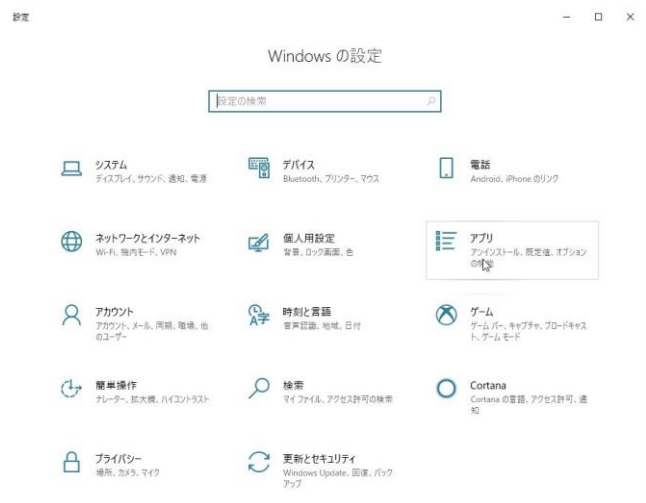 設定
Windows の設定
設定の検索
システム
ディスプレイ、サウンド、通知、電源
デバイス
Bluetooth、プリンター、マウス
電話
Android、iPhone のリンク
ネットワークとインターネット
Wi-Fi、機内モード、VPN
個人用設定
背景、ロック画面、色
アプリ
アンインストール、既定値、オプション
の機能
アカウント
アカウント、メール、同期、職場、他
のユーザー
時刻と言語
音声認識、地域、日付
ゲーム
ゲーム バー、キャプチャ、ブロードキャス
ト、ゲーム モード
簡単操作
ナレーター、拡大鏡、ハイコントラスト
検索
マイ ファイル、アクセス許可の検索
Cortana
Cortana の言語、アクセス許可、通
知
プライバシー
場所、カメラ、マイク
更新とセキュリティ
Windows Update、回復、バック
アップ